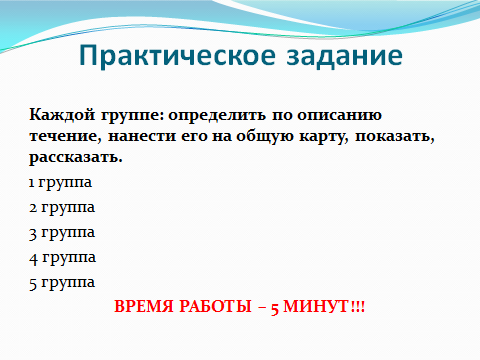 Практическое задание
Каждой группе: определить по описанию
течение, нанести его на общую карту, показать,
рассказать.
1 группа
2 группа
3 группа
4 группа
5 группа
ВРЕМЯ РАБОТЫ – 5 МИНУТ!!!